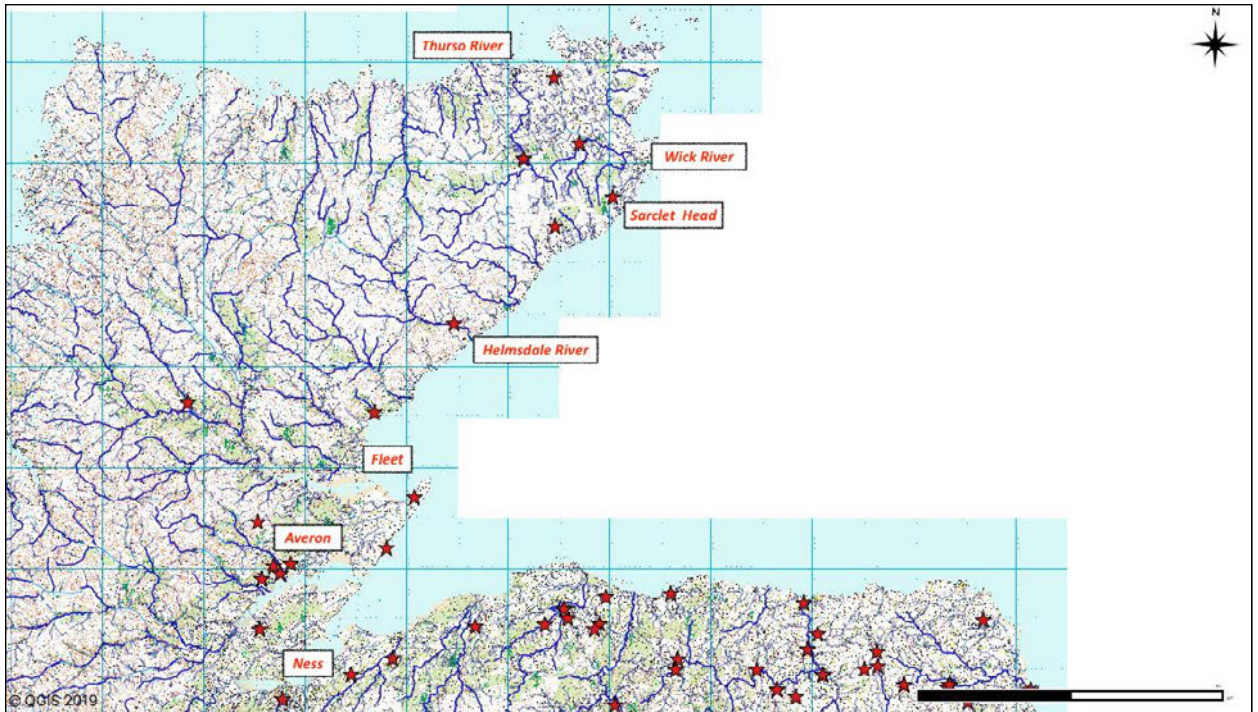 N
Thurso River
Wick River
Sarclet Head
Helmsdale River
Fleet
Averon
Ness
© QGIS 2019